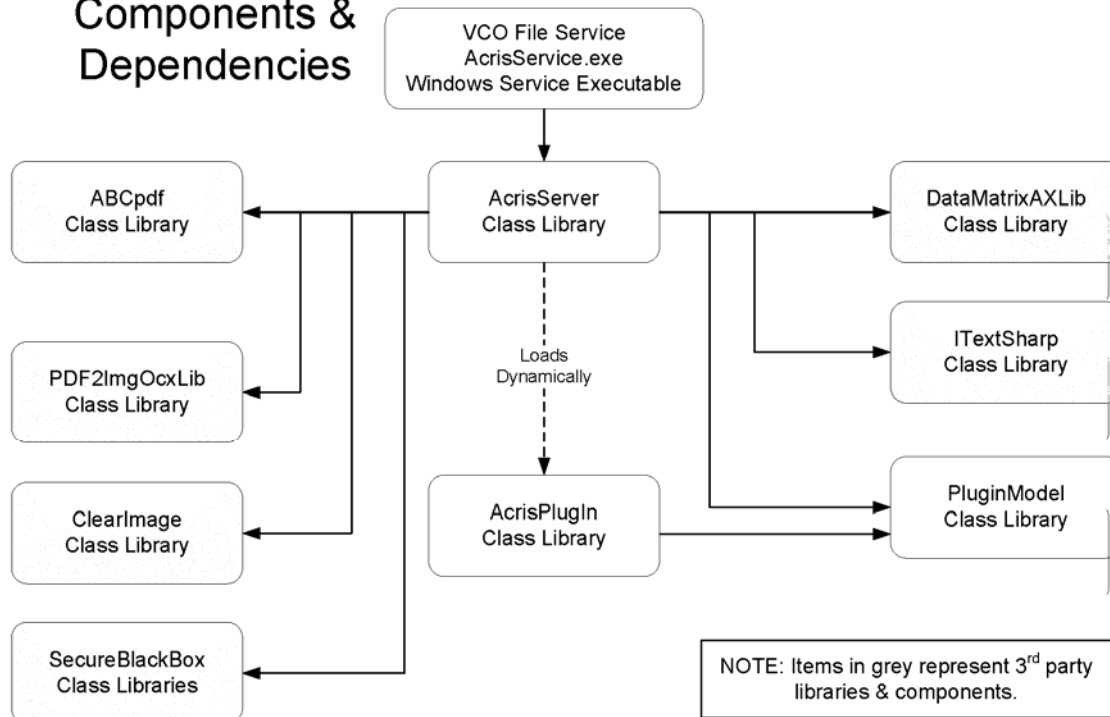 Components &
Dependencies
VCO File Service
AcrisService.exe
Windows Service Executable
ABCpdf
Class Library
AcrisServer
Class Library
DataMatrixAXLib
Class Library
ITextSharp
Class Library
Loads
Dynamically
PDF2ImgOcxLib
Class Library
ClearImage
Class Library
AcrisPlugIn
Class Library
PluginModel
Class Library
SecureBlackBox
Class Libraries
NOTE: Items in grey represent 3rd party
libraries & components.